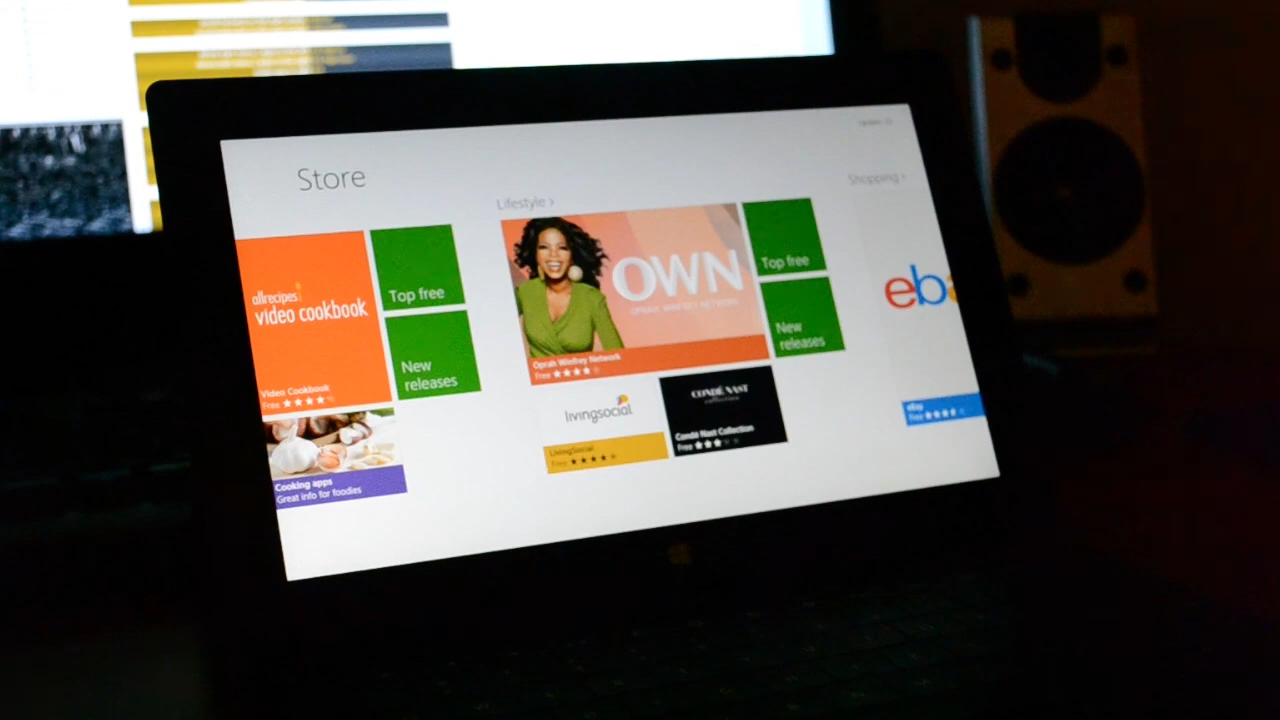 Store
Lifestyle ›
Shopping ›
allrecipes
video cookbook
Video Cookbook
Free
Top free
New
releases
Cooking apps
Great info for foodies
OWN
OPRAH WINFREY NETWORK
Oprah Winfrey Network
Free
Top free
New
releases
livingsocial
LivingSocial
Free
CONDÉ NAST
collection
Condé Nast Collection
Free
eb
eBay
Free